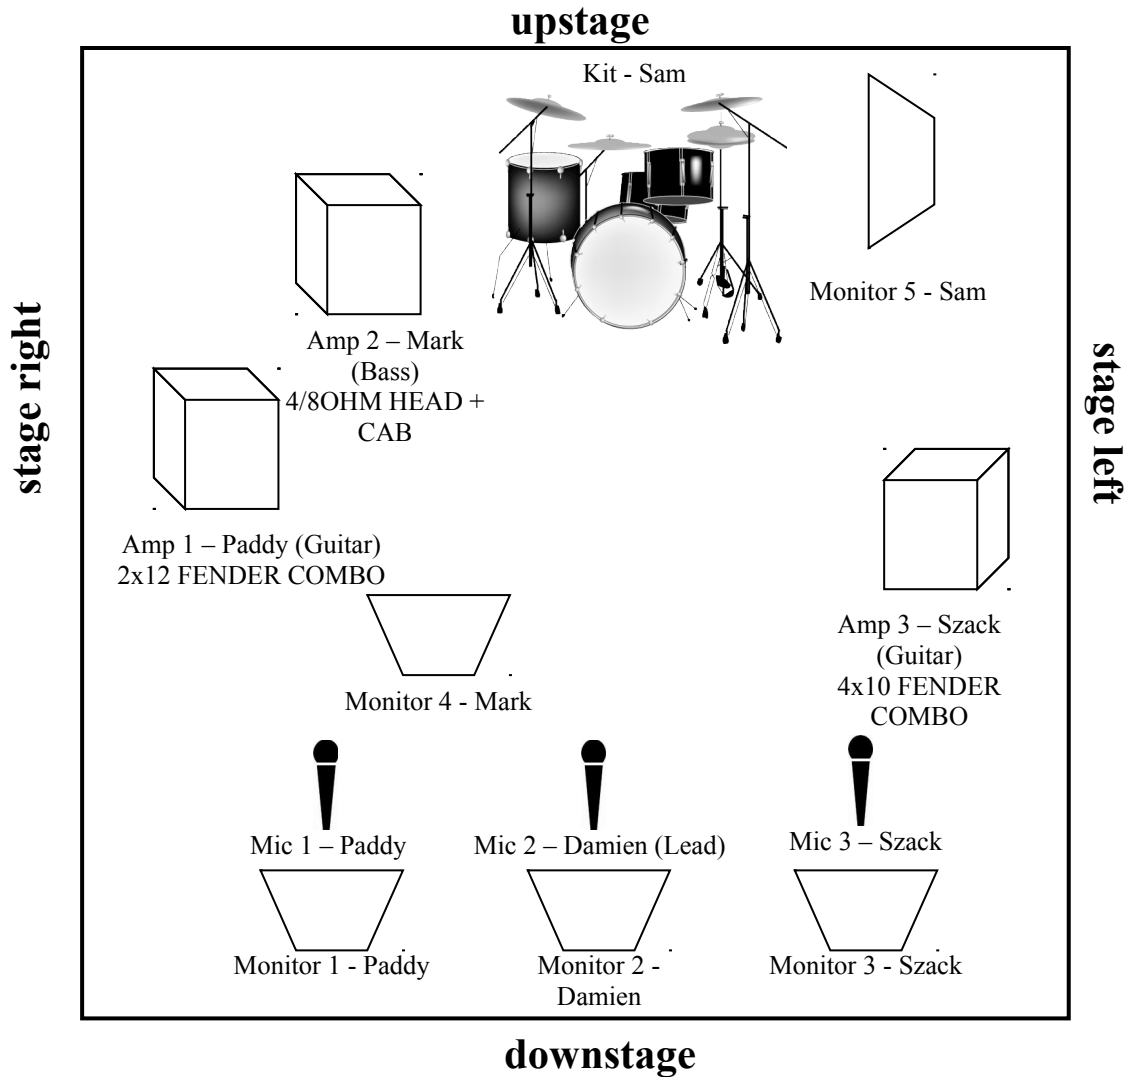 upstage
Kit - Sam
Monitor 5 - Sam
stage right
Amp 2 – Mark
(Bass)
4/8OHM HEAD +
CAB
stage left
Amp 1 – Paddy (Guitar)
2x12 FENDER COMBO
Amp 3 – Szack
(Guitar)
4x10 FENDER
COMBO
Monitor 4 - Mark
Mic 1 – Paddy
Mic 2 – Damien (Lead)
Mic 3 – Szack
Monitor 1 - Paddy
Monitor 2 -
Damien
Monitor 3 - Szack
downstage